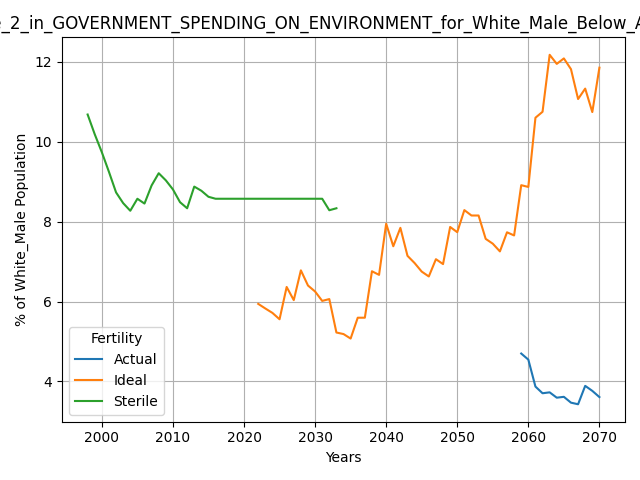 _2_in_GOVERNMENT_SPENDING_ON_ENVIRONMENT_for_White_Male_Below_A
% of White_Male Population
12
10
8
6
4
Fertility
Actual
Ideal
Sterile
2000 2010 2020 2030 2040 2050 2060 2070
Years